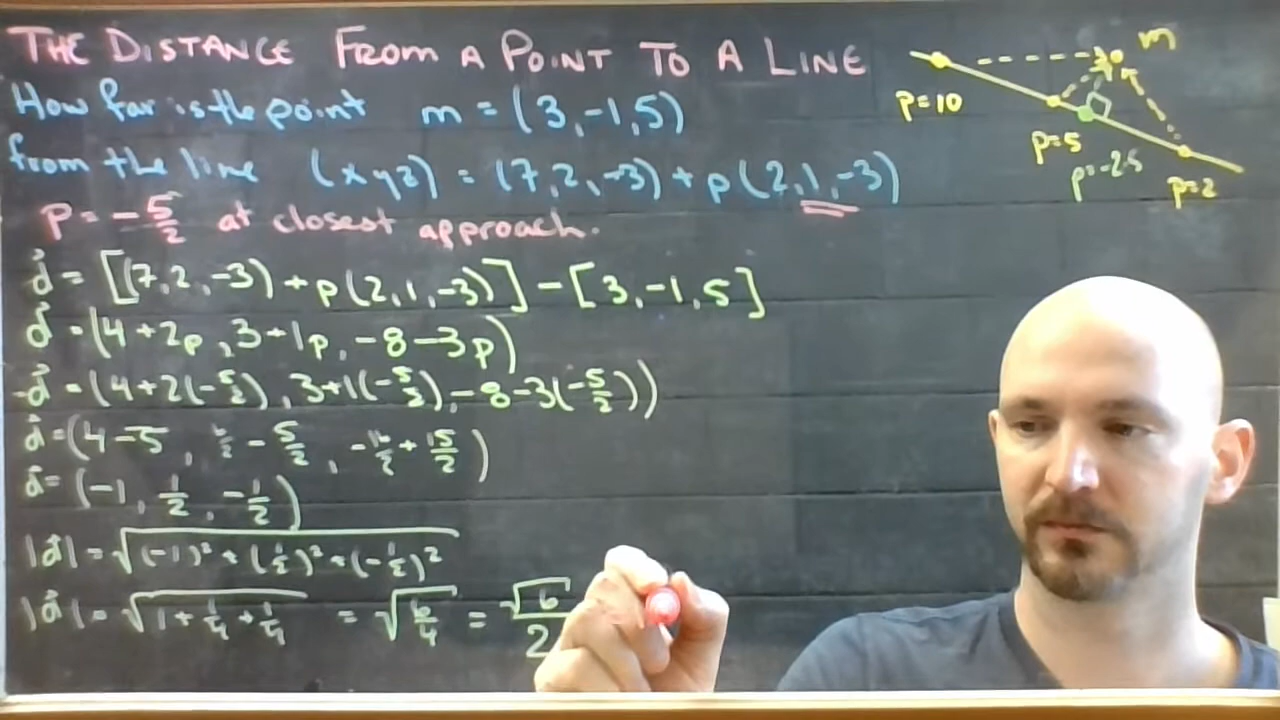 THE DISTANCE FROM A POINT TO A LINE
How far is the point m = (3,-1,5)
from the line (x y z) = (7,2,-3) + p(2,1,-3)
P = -5/2 at closest approach.
d⃗ = [(7,2,-3) + p(2,1,-3)] - [3,-1,5]
d⃗ = (4+2p, 3+1p, -8-3p)
d⃗ = (4+2(-5/2), 3+1(-5/2), -8-3(-5/2))
d⃗ = (4-5, 6/2 - 5/2, -16/2 + 15/2)
d⃗ = (-1, 1/2, -1/2)
|d⃗| = √((-1)² + (1/2)² + (-1/2)²)
|d⃗| = √(1 + 1/4 + 1/4) = √(6/4) = √6/2
m
p=10
p=5
p=-2.5
p=2